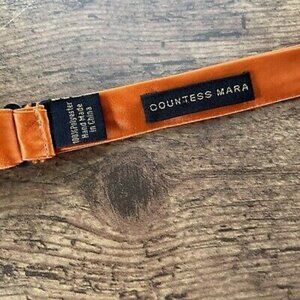 100% Polyester
Hand Made
in China
COUNTESS MARA